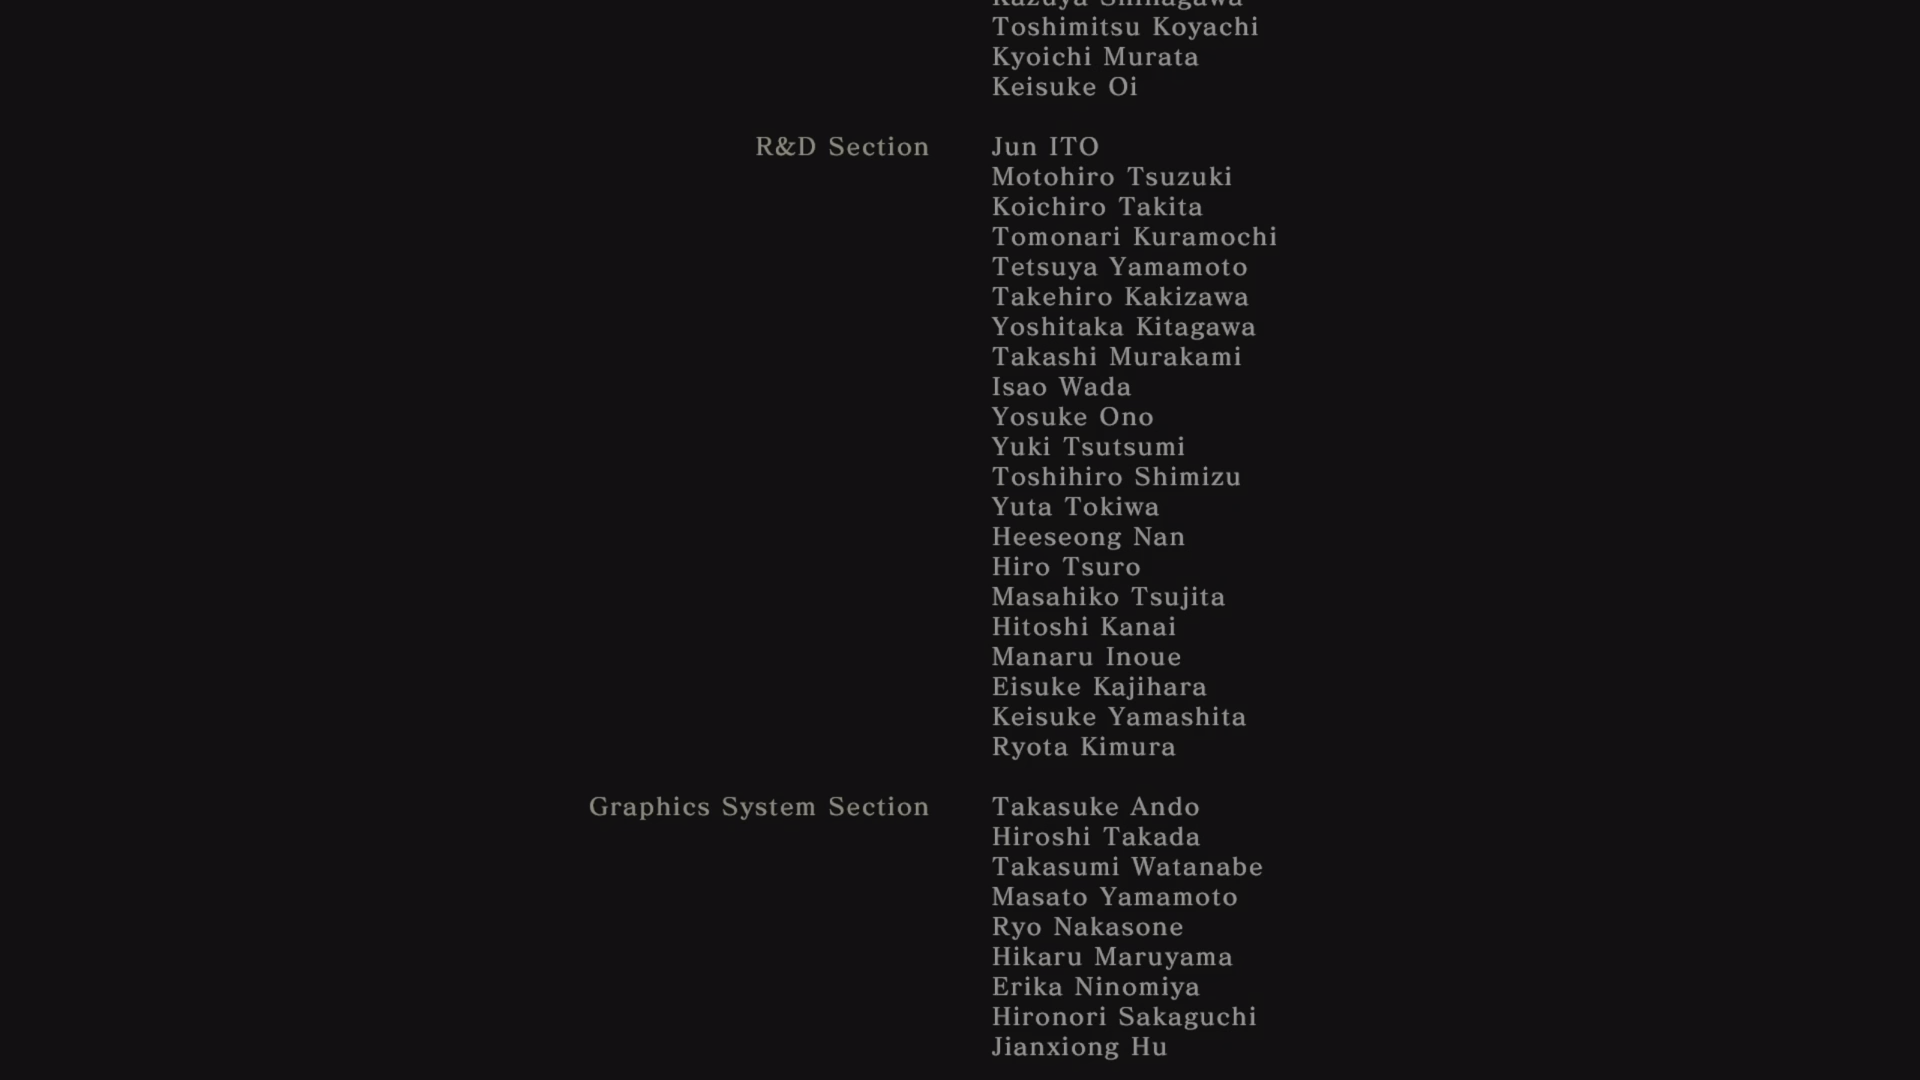 Kazuya Shinagawa
Toshimitsu Koyachi
Kyoichi Murata
Keisuke Oi
R&D Section Jun ITO
Motohiro Tsuzuki
Koichiro Takita
Tomonari Kuramochi
Tetsuya Yamamoto
Takehiro Kakizawa
Yoshitaka Kitagawa
Takashi Murakami
Isao Wada
Yosuke Ono
Yuki Tsutsumi
Toshihiro Shimizu
Yuta Tokiwa
Heeseong Nan
Hiro Tsuro
Masahiko Tsujita
Hitoshi Kanai
Manaru Inoue
Eisuke Kajihara
Keisuke Yamashita
Ryota Kimura
Graphics System Section Takasuke Ando
Hiroshi Takada
Takasumi Watanabe
Masato Yamamoto
Ryo Nakasone
Hikaru Maruyama
Erika Ninomiya
Hironori Sakaguchi
Jianxiong Hu